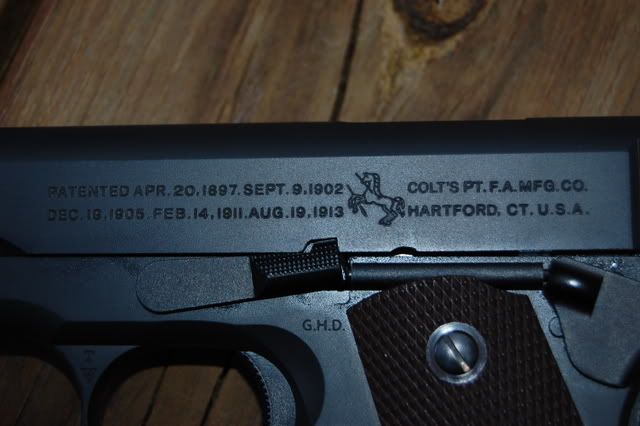 PATENTED APR. 20,1897. SEPT. 9,1902
DEC. 19,1905. FEB. 14, 1911. AUG. 19, 1913
COLT'S PT. F.A. MFG. CO.
HARTFORD, CT. U.S.A.
G.H.D.